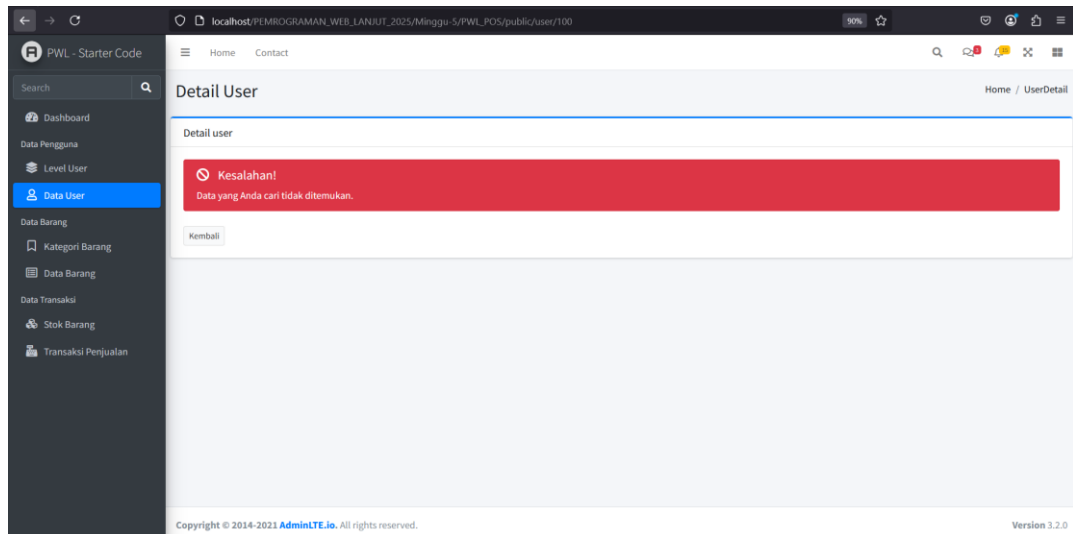 localhost/PEMROGRAMAN_WEB_LANJUT_2025/Minggu-5/PWL_POS/public/user/100
90%
PWL - Starter Code
Home Contact
Search
Detail User
Home / UserDetail
Dashboard
Detail user
Data Pengguna
Level User
Kesalahan!
Data User
Data yang Anda cari tidak ditemukan.
Data Barang
Kembali
Kategori Barang
Data Barang
Data Transaksi
Stok Barang
Transaksi Penjualan
Copyright © 2014-2021 AdminLTE.io. All rights reserved.
Version 3.2.0